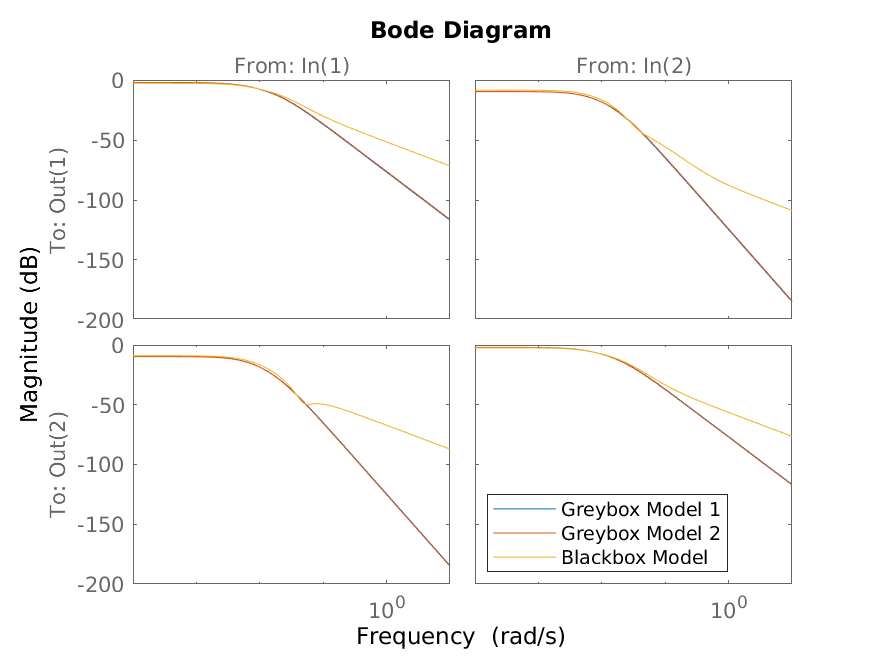 Bode Diagram
From: In(1)
From: In(2)
To: Out(1)
0
-50
-100
-150
-200
Magnitude (dB)
To: Out(2)
0
-50
-100
-150
-200
Greybox Model 1
Greybox Model 2
Blackbox Model
10^0
10^0
Frequency (rad/s)